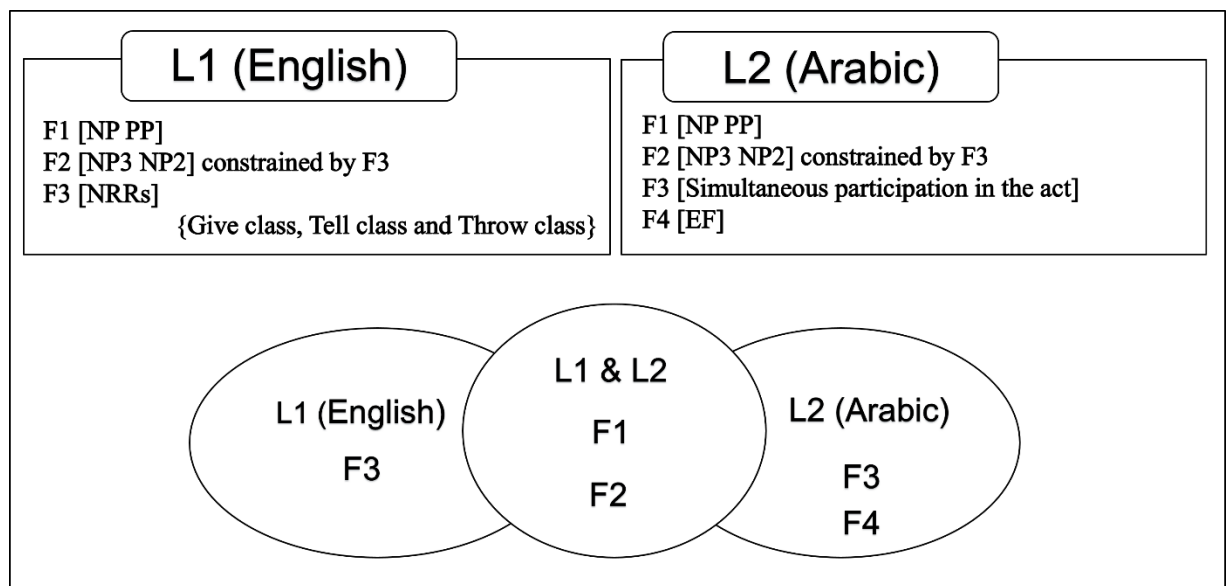 L1 (English)
F1 [NP PP]
F2 [NP3 NP2] constrained by F3
F3 [NRRs]
{Give class, Tell class and Throw class}
L2 (Arabic)
F1 [NP PP]
F2 [NP3 NP2] constrained by F3
F3 [Simultaneous participation in the act]
F4 [EF]
L1 (English)
F3
L1 & L2
F1
F2
L2 (Arabic)
F3
F4